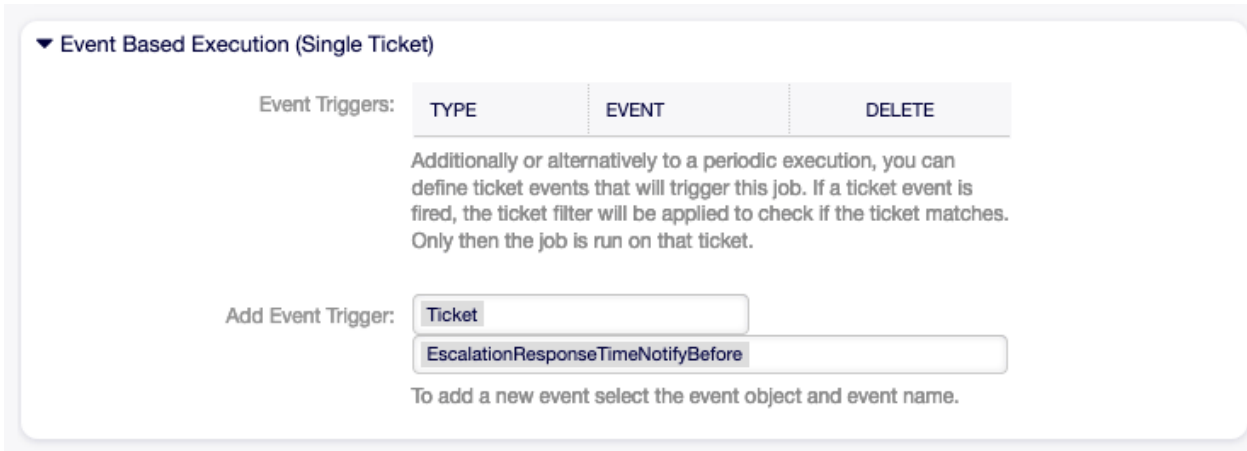 Event Based Execution (Single Ticket)
Event Triggers: TYPE EVENT DELETE
Additionally or alternatively to a periodic execution, you can
define ticket events that will trigger this job. If a ticket event is
fired, the ticket filter will be applied to check if the ticket matches.
Only then the job is run on that ticket.
Add Event Trigger: Ticket
EscalationResponseTimeNotifyBefore
To add a new event select the event object and event name.